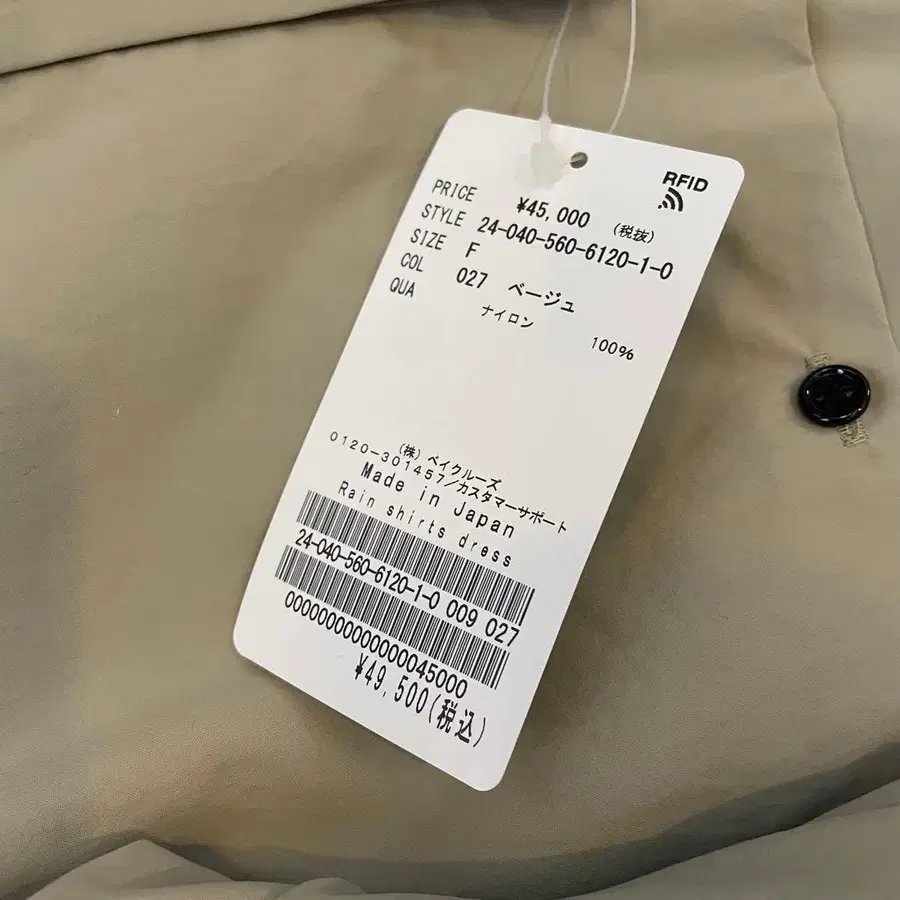 RFID
PRICE ¥45,000 (税抜)
STYLE 24-040-560-6120-1-0
SIZE F
COL 027 ベージュ
QUA ナイロン 100%
(株)ベイクルーズ
0120-301457/カスタマーサポート
Made in Japan
Rain shirts dress
24-040-560-6120-1-0 009 027
0000000000000045000
¥49,500(税込)